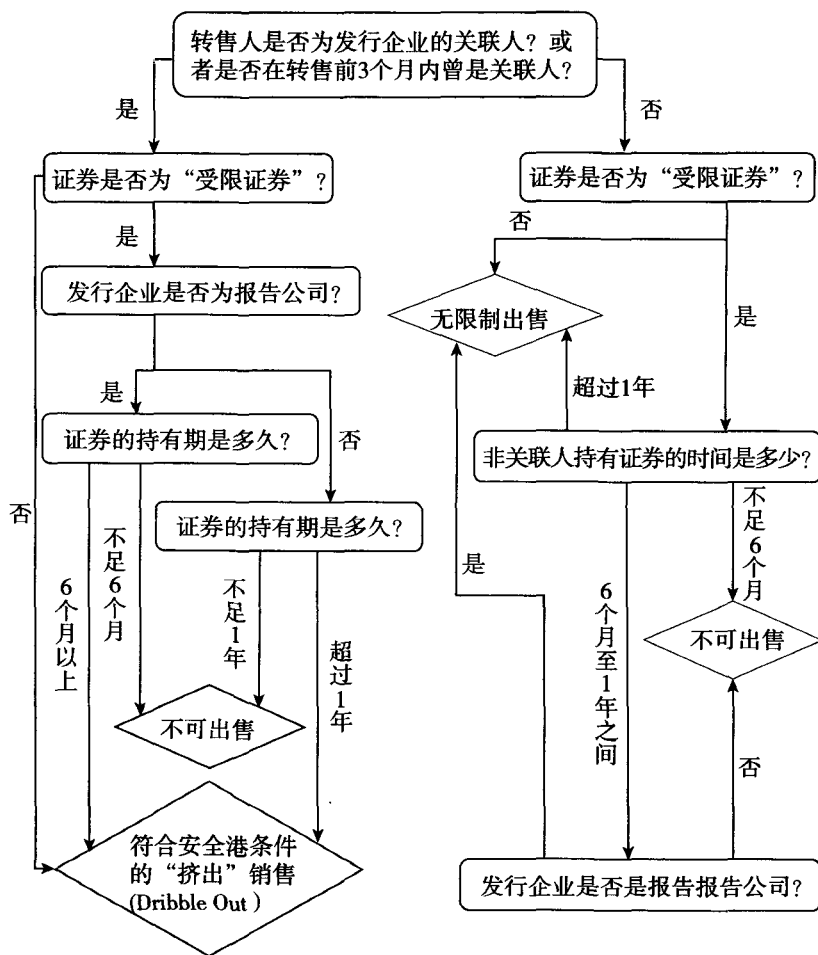 转售人是否为发行企业的关联人？或
者是否在转售前3个月内曾是关联人？
是
否
证券是否为“受限证券”？
证券是否为“受限证券”？
是
否
发行企业是否为报告公司？
无限制出售
是
是
否
超过1年
证券的持有期是多久？
非关联人持有证券的时间是多少？
否
证券的持有期是多久？
6个月以上
不足6个月
不足1年
超过1年
是
6个月至1年之间
不足6个月
不可出售
不可出售
否
符合安全港条件
的“挤出”销售
(Dribble Out）
发行企业是否是报告报告公司？